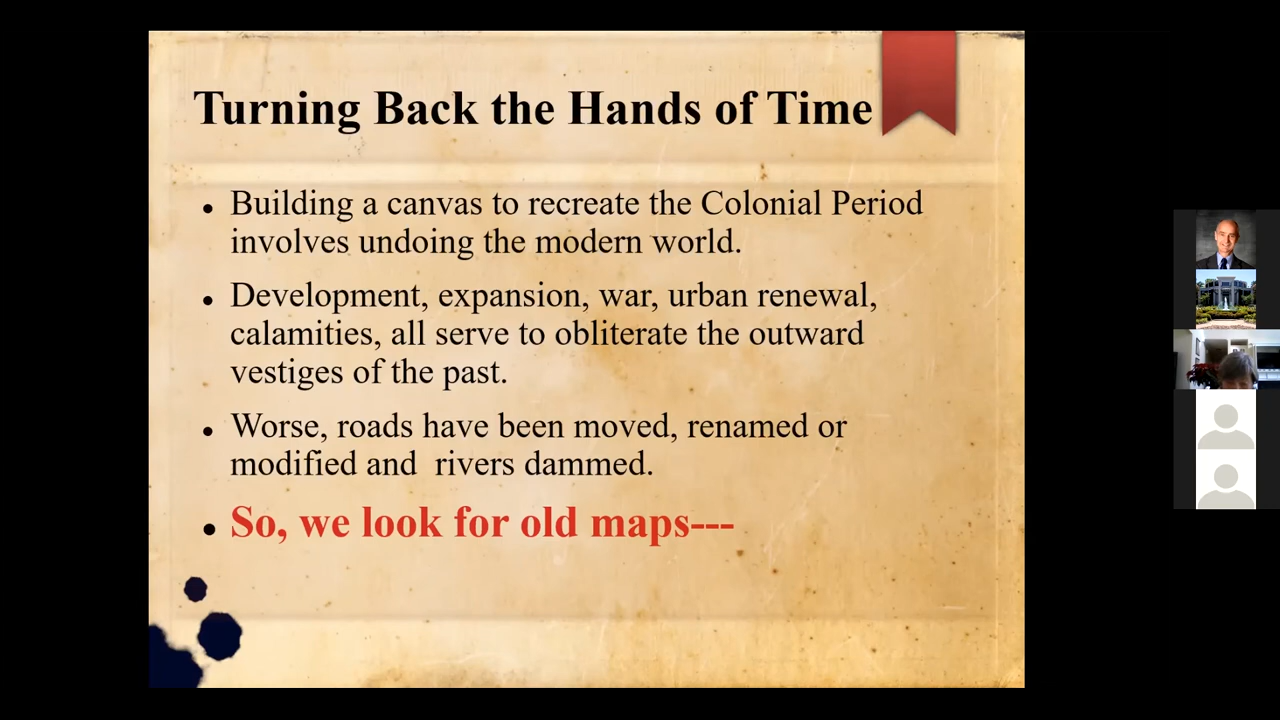 Turning Back the Hands of Time
Building a canvas to recreate the Colonial Period
involves undoing the modern world.
Development, expansion, war, urban renewal,
calamities, all serve to obliterate the outward
vestiges of the past.
Worse, roads have been moved, renamed or
modified and  rivers dammed.
So, we look for old maps---